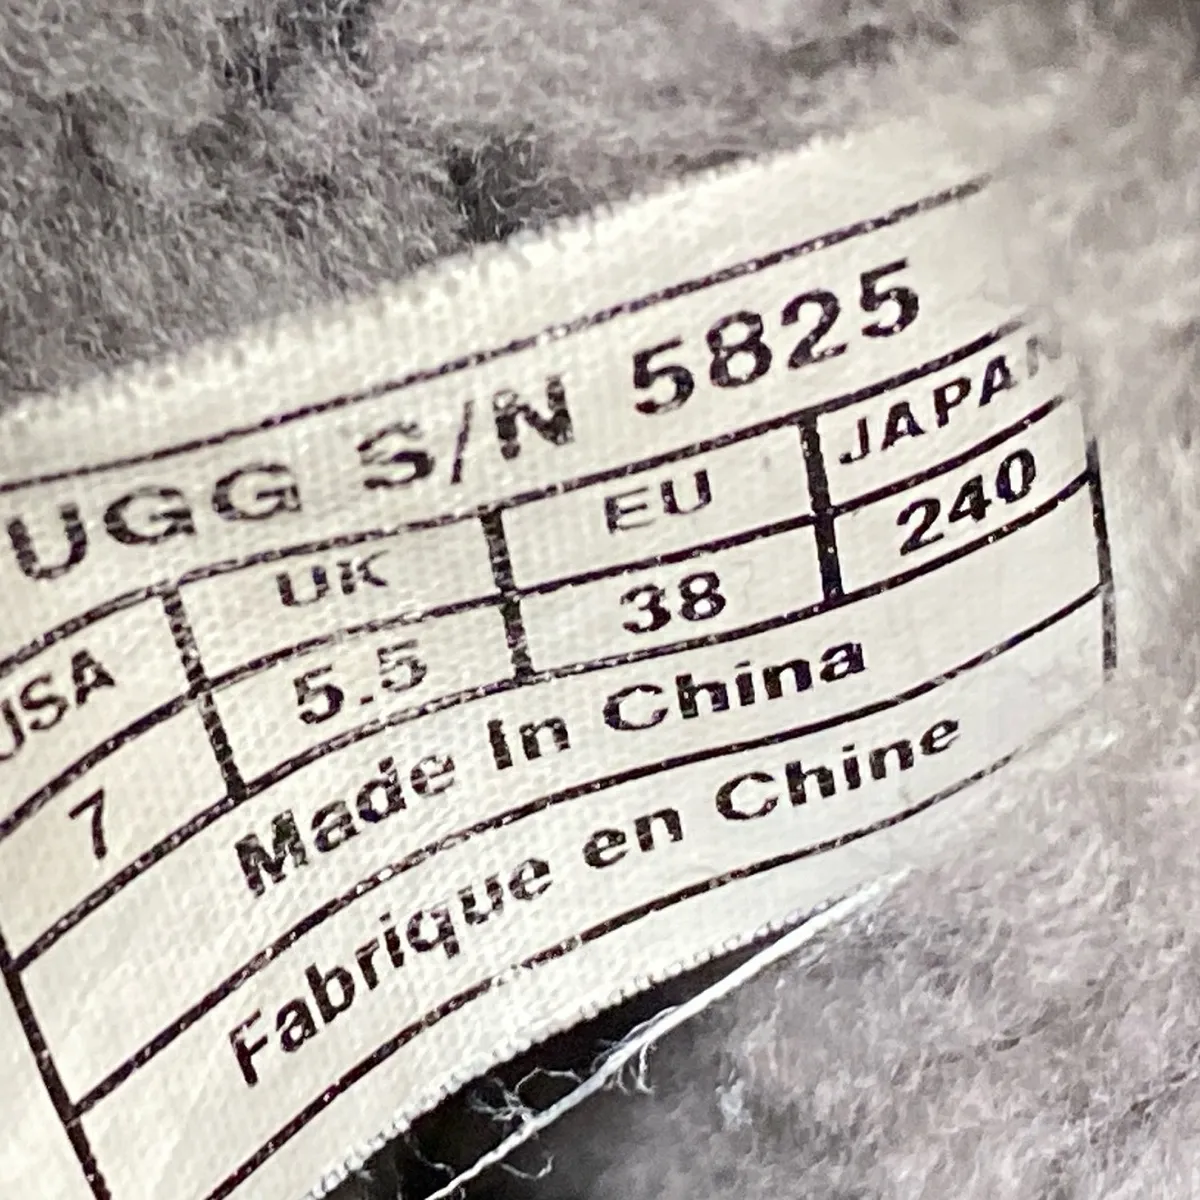 UGG S/N 5825
USA UK EU JAPAN
7 5.5 38 240
Made In China
Fabrique en Chine